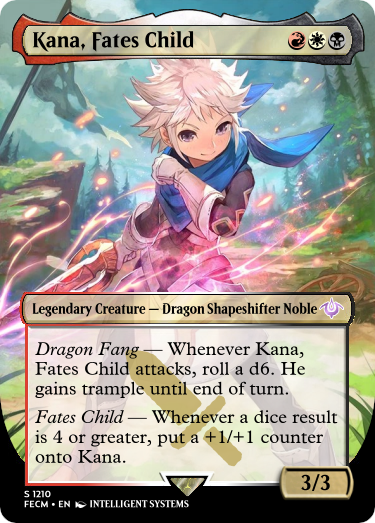 Kana, Fates Child
Legendary Creature — Dragon Shapeshifter Noble
Dragon Fang — Whenever Kana,
Fates Child attacks, roll a d6. He
gains trample until end of turn.
Fates Child — Whenever a dice result
is 4 or greater, put a +1/+1 counter
onto Kana.
3/3
S 1210
FECM • EN INTELLIGENT SYSTEMS